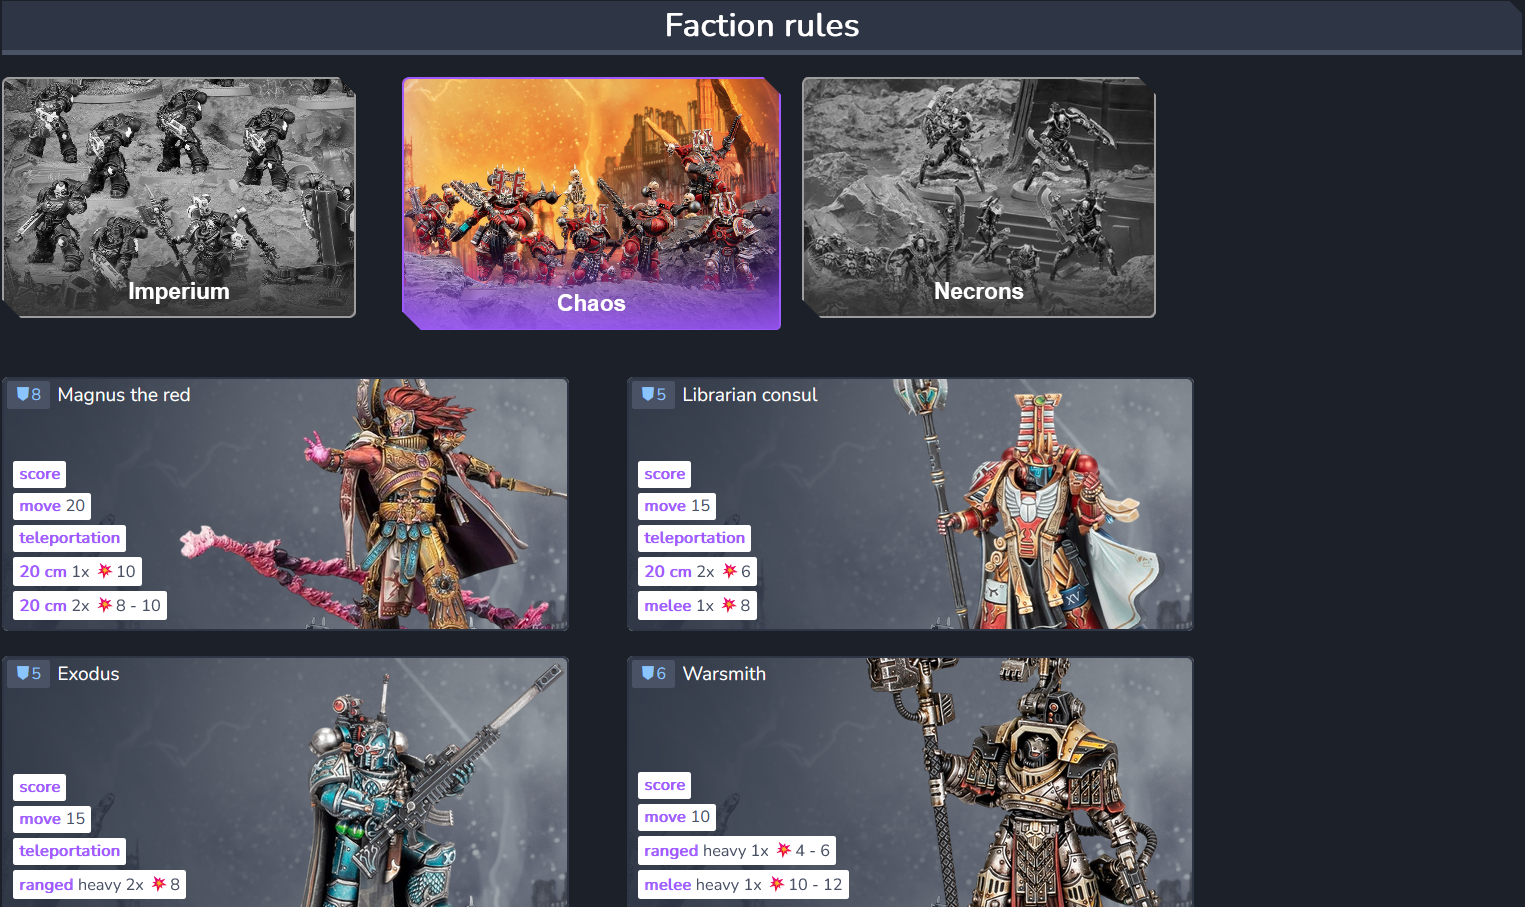 Faction rules
Imperium
Chaos
Necrons
8 Magnus the red
score
move 20
teleportation
20 cm 1x 10
20 cm 2x 8 - 10
5 Librarian consul
score
move 15
teleportation
20 cm 2x 6
melee 1x 8
XV
5 Exodus
score
move 15
teleportation
ranged heavy 2x 8
6 Warsmith
score
move 10
ranged heavy 1x 4 - 6
melee heavy 1x 10 - 12